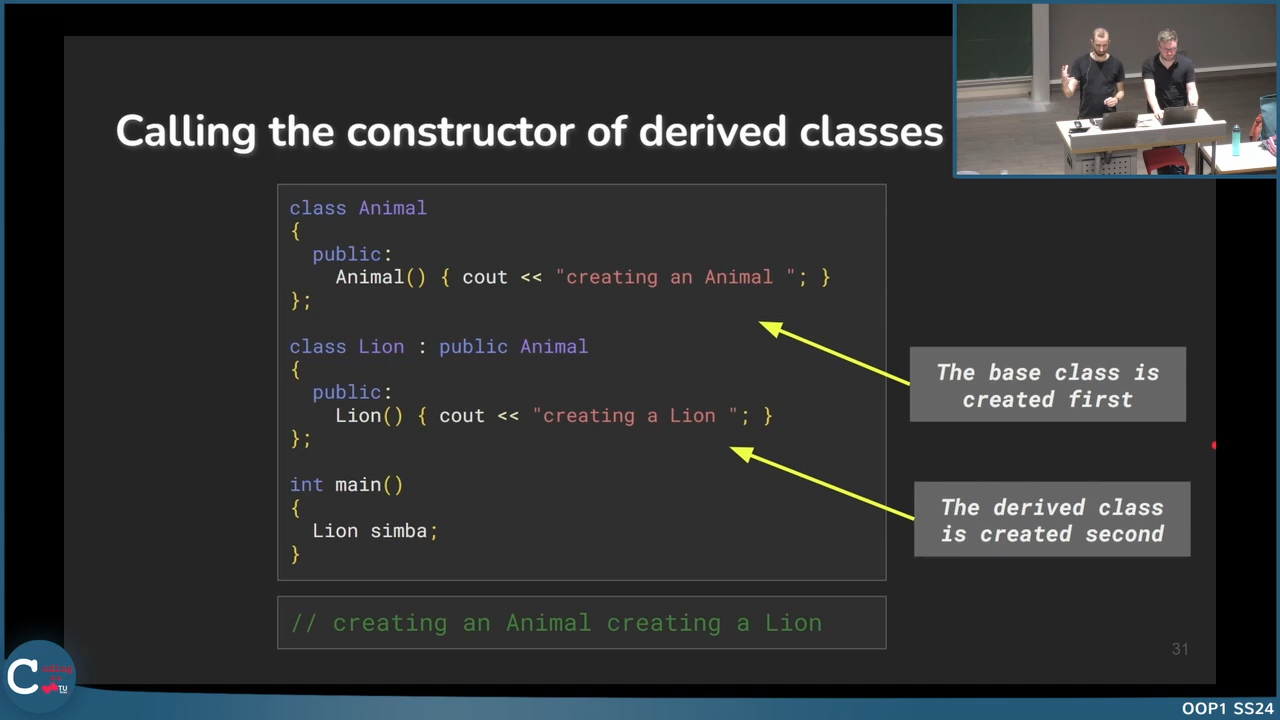 Calling the constructor of derived classes
class Animal
{
public:
Animal() { cout << "creating an Animal "; }
};
class Lion : public Animal
{
public:
Lion() { cout << "creating a Lion "; }
};
int main()
{
Lion simba;
}
The base class is
created first
The derived class
is created second
// creating an Animal creating a Lion
31
TU
OOP1 SS24